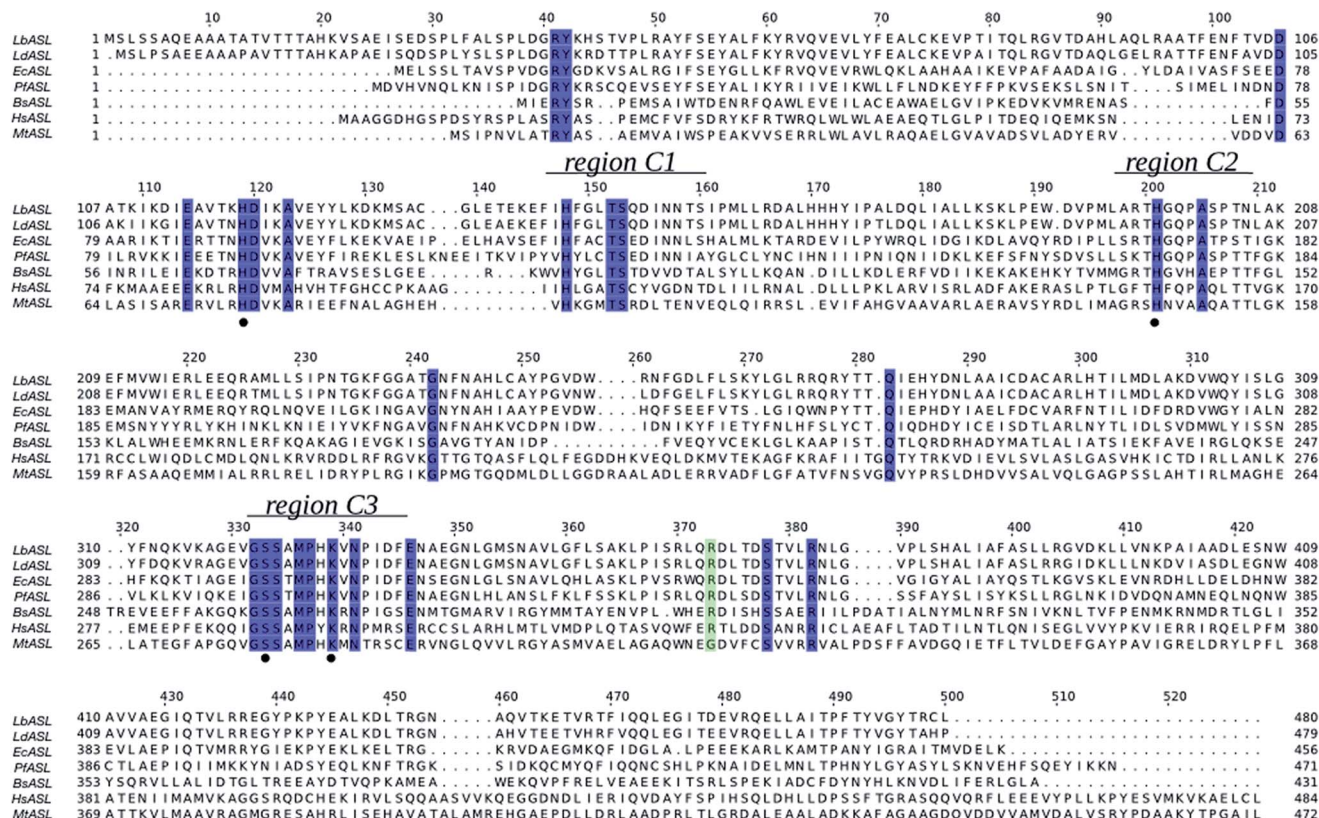 10 20 30 40 50 60 70 80 90 100
LbASL 1 MSLSSAQEAAATATAVTTTAHKVSAEISEDSPLFALSPLDGRYKHSTVPLRAYFSEYALFKYRVQVEVLYFEALCKEVPTITQLRGVTDAHLAQLRAATFENFTVDD 106
LdASL 1 .MSLPSAEEAAAPAVTTTAHKAPAEISQDSPLYSLSPLDGRYKRDTTPLRAYFSEYALFKYRVQVEVLYFEALCKEVPAITQLRGVTDAQLGELRATTFENFAVDD 105
EcASL 1 ..........................MELSSLTAVSPVDGRYGDKVSALRGIFSEYGLLKFRVQVEVRWLQKLAAHAAIKEVPAFAADAIG..YLDAIVASFSEED 78
PfASL 1 ........................MDVHVNQLKNISPIDGRYKRSCQEVSEYFSEYALIKYRIIVEIKWLLFLNDKEYFFPKVSKLSNIT....SIMELINDND 78
BsASL 1 .....................................MIERYSR..PEMSAIWTDENRFQAWLEVEILACEAWAELGVIPKEDVKVMRENAS............FD 55
HsASL 1 .....................MAAGGDHGSPDSYRSPLASRYAS..PEMCFVFSDRYKFRTWRQLWLWLAEAEQTLGLPITDEQIQEMKSN.........LENID 73
MtASL 1 ...............................MSIPNVLATRYAS..AEMVAIWSPEAKVVSERRLWLAVLRAQAELGVAVADSVLADYERV..........VDDVD 63
region C1 region C2
110 120 130 140 150 160 170 180 190 200 210
LbASL 107 ATKIKDIEAVTKHDIKAVEYYLKDKMSAC...GLETEKEFIHFGLTSQDINNTSIPMLLRDALHHHYIPALDQLIALLKSKLPEW.DVPMLARTHGQPASPTNLAK 208
LdASL 106 AKIIKGIEAVTNHDVKAVEYYLKDKMSAC...GLEAEKEFIHFGLTSQDINNTSIPMLLRDALHHHYIPTLDQLIALLKSKLPEW.DVPMLARTHGQPASPTNLAK 207
EcASL 79 AARIKTIERTTNHDVKAVEYFLKEKVAEIP..ELHAVSEFIHFACTSEDINNLSHALMLKTARDEVILPYWRQLIDGIKDLAVQYRDIPLLSRTHGQPATPSTIGK 182
PfASL 79 ILRVKKIEEETNHDVKAVEYFIREKLESLKNEEITKVIPYVHYLCTSEDINNIAYGLCLYNCIHNIIIPNIQNIIDKLKEFSFNYSDVSLLSKTHGQPASPTTFGK 184
BsASL 56 INRILEIEKDTRHDVVAFTRAVSESLGEE....R...KWVHYGLTSTDVVDTALSYLLKQAN.DILLKDLERFVDIIKEKAKEHKYTVMMGRTHGVHAEPTTFGL 152
HsASL 74 FKMAAEEEKRLRHDVMAHVHTFGHCCPKAAG........IIHLGATSCYVGDNTDLIILRNAL.DLLLPKLARVISRLADFAKERASLPTLGFTHFQPAQLTTVGK 170
MtASL 64 LASISARERVLRHDVKARIEEFNALAGHEH.........VHKGMTSRDLTENVEQLQIRRSL.EVIFAHGVAAVARLAERAVSYRDLIMAGRSHNVAAQATTLGK 158
220 230 240 250 260 270 280 290 300 310
LbASL 209 EFMVWIERLEEQRAMLLSIPNTGKFGGATGNFNAHLCAYPGVDW....RNFGDLFLSKYLGLRRQRYTT.QIEHYDNLAAICDACARLHTILMDLAKDVWQYISLG 309
LdASL 208 EFMVWIERLEEQRTMLLSIPNTGKFGGATGNFNAHLCAYPGVNW....LDFGELFLSKYLGLRRQRYTT.QIEHYDNLAAICDACARLHTILMDLAKDVWQYISLG 308
EcASL 183 EMANVAYRMERQYRQLNQVEILGKINGAVGNYNAHIAAYPEVDW....HQFSEEFVTS.LGIQWNPYTT.QIEPHDYIAELFDCVARFNTILIDFDRDVWGYIALN 282
PfASL 185 EMSNYYYRLYKHINKLKNIEIYVKFNGAVGNFNAHKVCDPNIDW....IDNIKYFIETYFNLHFSLYCT.QIQDHDYICEISDTLARLNYTLIDLSVDMWLYISSN 285
BsASL 153 KLALWHEEMKRNLERFKQAKAGIEVGKISGAVGTYANIDP..........FVEQYVCEKLGLKAAPIST.QTLQRDRHADYMATLALIATSIEKFAVEIRGLQKSE 247
HsASL 171 RCCLWIQDLCMDLQNLKRVRDDLRFRGVKGTTGTQASFLQLFEGDDHKVEQLDKMVTEKAGFKRAFIITGQTYTRKVDIEVLSVLASLGASVHKICTDIRLLANLK 276
MtASL 159 RFASAAQEMMIALRRLRELIDRYPLRGIKGPMGTGQDMLDLLGGDRAALADLERRVADFLGFATVFNSVGQVYPRSLDHDVVSALVQLGAGPSSLAHTIRLMAGHE 264
region C3
320 330 340 350 360 370 380 390 400 410 420
LbASL 310 ..YFNQKVKAGEVGSSAMPHKVNPIDFENAEGNLGMSNAVLGFLSAKLPISRLQRDLTDSTVLRNLG....VPLSHALIAFASLLRGVDKLLVNKPAIAADLESNW 409
LdASL 309 ..YFDQKVRAGEVGSSAMPHKVNPIDFENAEGNLGMSNAVLGFLSAKLPISRLQRDLTDSTVLRNLG....VPLSHALIAFASLRRGIDKLLLNKDVIASDLEGNW 408
EcASL 283 ..HFKQKTIAGEIGSSTMPHKVNPIDFENSEGNLGLSNAVLQHLASKLPVSRWQRDLTDSTVLRNLG....VGIGYALIAYQSTLKGVSKLEVNRDHLLDELDHNW 382
PfASL 286 ..VLKLKVIQKEIGSSTMPHKVNPIDFENAEGNLHLANSLFKLFSSKLPISRLQRDLSDSTVLRNLG....SSFAYSLISYKSLLRGLNKIDVDQNAMNEQLNQNW 385
BsASL 248 TREVEEFFAKGQKGSSAMPHKRNPIGSENMTGMARVIRGYMMTAYENVPL.WHERDISHSSAERIILPDATIALNYMLNRFSNIVKNLTVFPENMKRNMDRTLGLI 352
HsASL 277 ..EMEEPFEKQQIGSSAMPYKRNPMRSERCCSLARHLMTLVMDPLQTASVQWFERTLDDSANRRICLAEAFLTADTILNTLQNISEGLVVYPKVIERRIRQELPFM 380
MtASL 265 ..LATEGFAPGQVGSSAMPHKMNTRSCERVNGLQVVLRGYASMVAELAGAQWNEGDVFCSVVRRVALPDSFFAVDGQIETFLTVLDEFGAYPAVIGRELDRYLPFL 368
430 440 450 460 470 480 490 500 510 520
LbASL 410 AVVAEGIQTVLRREGYPKPYEALKDLTRGN.....AQVTKETVRTFIQQLEGITDEVRQELLAITPFTYVGYTRCL............................ 480
LdASL 409 AVVAEGIQTVLRREGYPKPYEALKDLTRGN.....AHVTEETVHRFVQQLEGITEEVRQELLAITPFTYVGYTAHP............................ 479
EcASL 383 EVLAEPIQTVMRRYGIEKPYEKLKELTRG......KRVDAEGMKQFIDGLA.LPEEEKARLKAMTPANYIGRAITMVDELK....................... 456
PfASL 386 CTLAEPIQIIMKKYNIADSYEQLKNFTRGK.....SIDKQCMYQFIQQNCSHLPKNAIDELMNLTPHNYLGYASYLSKNVEHFSQEYIKKN............. 471
BsASL 353 YSQRVLLALIDTGLTREEAYDTVQPKAMEA.....WEKQVPFRELVEAEEKITSRLSPEKIADCFDYNYHLKNVDLIFERLGLA.................... 431
HsASL 381 ATENIIMAMVKAGGSRQDCHEKIRVLSQQAASVVKQEGGDNDLIERIQVDAYFSPIHSQLDHLLDPSSFTGRASQQVQRFLEEEVYPLLKPYESVMKVKAELCL 484
MtASL 369 ATTKVLMAAVRAGMGRESAHRLISEHAVATALAMREHGAEPDLLDRLAADPRLTLGRDALEAALADKKAFAGAAGDQVDDVVAMVDALVSRYPDAAKYTPGAIL 472